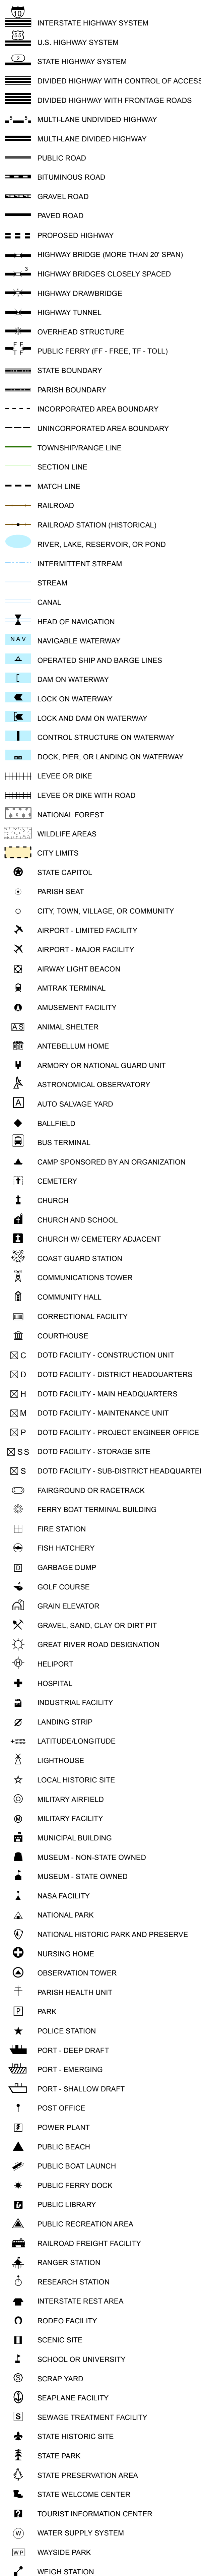 10 INTERSTATE HIGHWAY SYSTEM
55 U.S. HIGHWAY SYSTEM
2 STATE HIGHWAY SYSTEM
DIVIDED HIGHWAY WITH CONTROL OF ACCESS
DIVIDED HIGHWAY WITH FRONTAGE ROADS
5 5 MULTI-LANE UNDIVIDED HIGHWAY
MULTI-LANE DIVIDED HIGHWAY
PUBLIC ROAD
BITUMINOUS ROAD
GRAVEL ROAD
PAVED ROAD
PROPOSED HIGHWAY
HIGHWAY BRIDGE (MORE THAN 20' SPAN)
3 HIGHWAY BRIDGES CLOSELY SPACED
HIGHWAY DRAWBRIDGE
HIGHWAY TUNNEL
OVERHEAD STRUCTURE
F F T F PUBLIC FERRY (FF - FREE, TF - TOLL)
STATE BOUNDARY
PARISH BOUNDARY
INCORPORATED AREA BOUNDARY
UNINCORPORATED AREA BOUNDARY
TOWNSHIP/RANGE LINE
SECTION LINE
MATCH LINE
RAILROAD
RAILROAD STATION (HISTORICAL)
RIVER, LAKE, RESERVOIR, OR POND
INTERMITTENT STREAM
STREAM
CANAL
HEAD OF NAVIGATION
NAV NAVIGABLE WATERWAY
OPERATED SHIP AND BARGE LINES
DAM ON WATERWAY
LOCK ON WATERWAY
LOCK AND DAM ON WATERWAY
CONTROL STRUCTURE ON WATERWAY
DOCK, PIER, OR LANDING ON WATERWAY
LEVEE OR DIKE
LEVEE OR DIKE WITH ROAD
NATIONAL FOREST
WILDLIFE AREAS
CITY LIMITS
STATE CAPITOL
PARISH SEAT
CITY, TOWN, VILLAGE, OR COMMUNITY
AIRPORT - LIMITED FACILITY
AIRPORT - MAJOR FACILITY
AIRWAY LIGHT BEACON
AMTRAK TERMINAL
AMUSEMENT FACILITY
AS ANIMAL SHELTER
ANTEBELLUM HOME
ARMORY OR NATIONAL GUARD UNIT
ASTRONOMICAL OBSERVATORY
A AUTO SALVAGE YARD
BALLFIELD
BUS TERMINAL
CAMP SPONSORED BY AN ORGANIZATION
CEMETERY
CHURCH
CHURCH AND SCHOOL
CHURCH W/ CEMETERY ADJACENT
COAST GUARD STATION
COMMUNICATIONS TOWER
COMMUNITY HALL
CORRECTIONAL FACILITY
COURTHOUSE
C DOTD FACILITY - CONSTRUCTION UNIT
D DOTD FACILITY - DISTRICT HEADQUARTERS
H DOTD FACILITY - MAIN HEADQUARTERS
M DOTD FACILITY - MAINTENANCE UNIT
P DOTD FACILITY - PROJECT ENGINEER OFFICE
SS DOTD FACILITY - STORAGE SITE
S DOTD FACILITY - SUB-DISTRICT HEADQUARTE
FAIRGROUND OR RACETRACK
FERRY BOAT TERMINAL BUILDING
FIRE STATION
FISH HATCHERY
D GARBAGE DUMP
GOLF COURSE
GRAIN ELEVATOR
GRAVEL, SAND, CLAY OR DIRT PIT
GREAT RIVER ROAD DESIGNATION
H HELIPORT
HOSPITAL
INDUSTRIAL FACILITY
LANDING STRIP
LATITUDE/LONGITUDE
LIGHTHOUSE
LOCAL HISTORIC SITE
MILITARY AIRFIELD
M MILITARY FACILITY
MUNICIPAL BUILDING
MUSEUM - NON-STATE OWNED
MUSEUM - STATE OWNED
NASA FACILITY
NATIONAL PARK
NATIONAL HISTORIC PARK AND PRESERVE
NURSING HOME
OBSERVATION TOWER
PARISH HEALTH UNIT
P PARK
POLICE STATION
PORT - DEEP DRAFT
PORT - EMERGING
PORT - SHALLOW DRAFT
POST OFFICE
POWER PLANT
PUBLIC BEACH
PUBLIC BOAT LAUNCH
PUBLIC FERRY DOCK
PUBLIC LIBRARY
PUBLIC RECREATION AREA
RAILROAD FREIGHT FACILITY
RANGER STATION
RESEARCH STATION
INTERSTATE REST AREA
RODEO FACILITY
SCENIC SITE
SCHOOL OR UNIVERSITY
S SCRAP YARD
SEAPLANE FACILITY
S SEWAGE TREATMENT FACILITY
STATE HISTORIC SITE
STATE PARK
STATE PRESERVATION AREA
STATE WELCOME CENTER
? TOURIST INFORMATION CENTER
W WATER SUPPLY SYSTEM
WP WAYSIDE PARK
WEIGH STATION